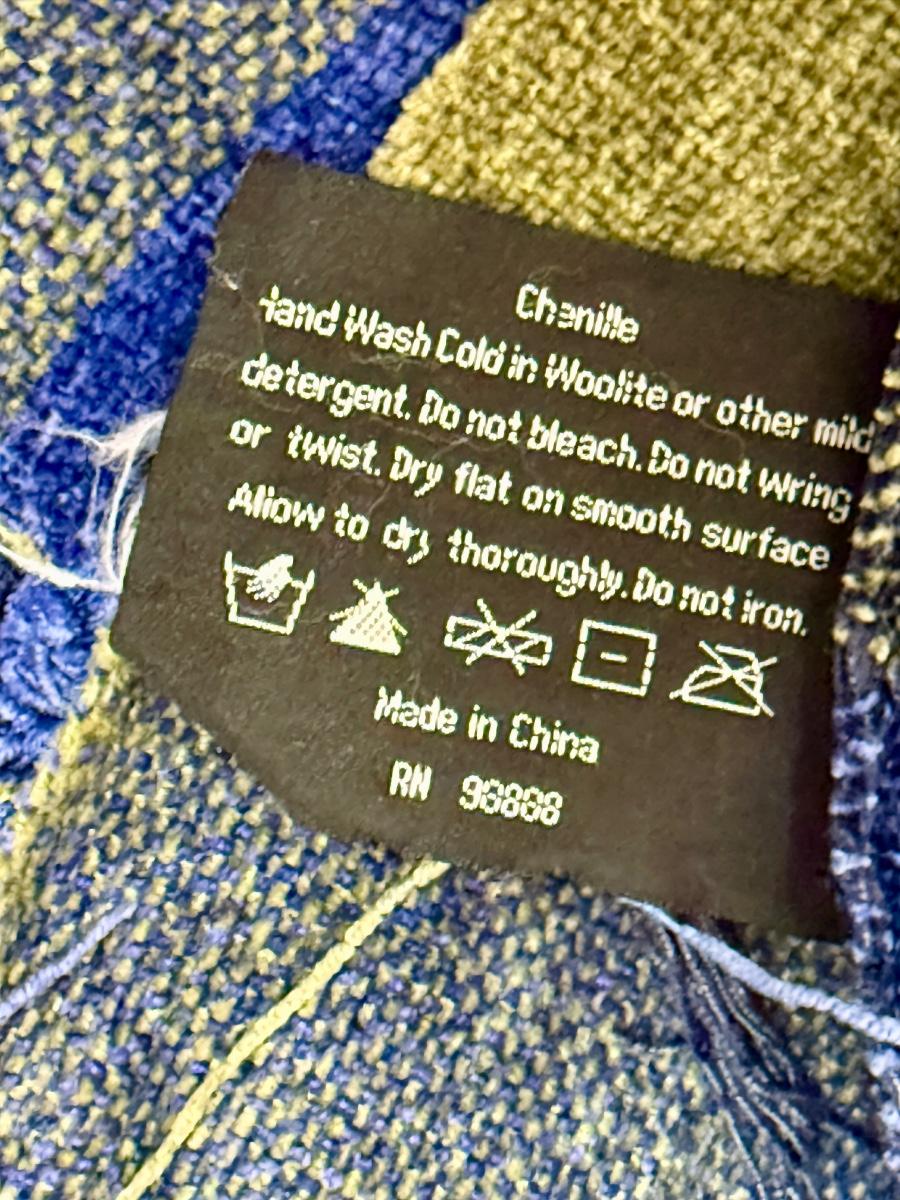 Chenille
Hand Wash Cold in Woolite or other mild
detergent. Do not bleach. Do not wring
or twist. Dry flat on smooth surface
Allow to dry thoroughly. Do not iron.
Made in China
RN 90808